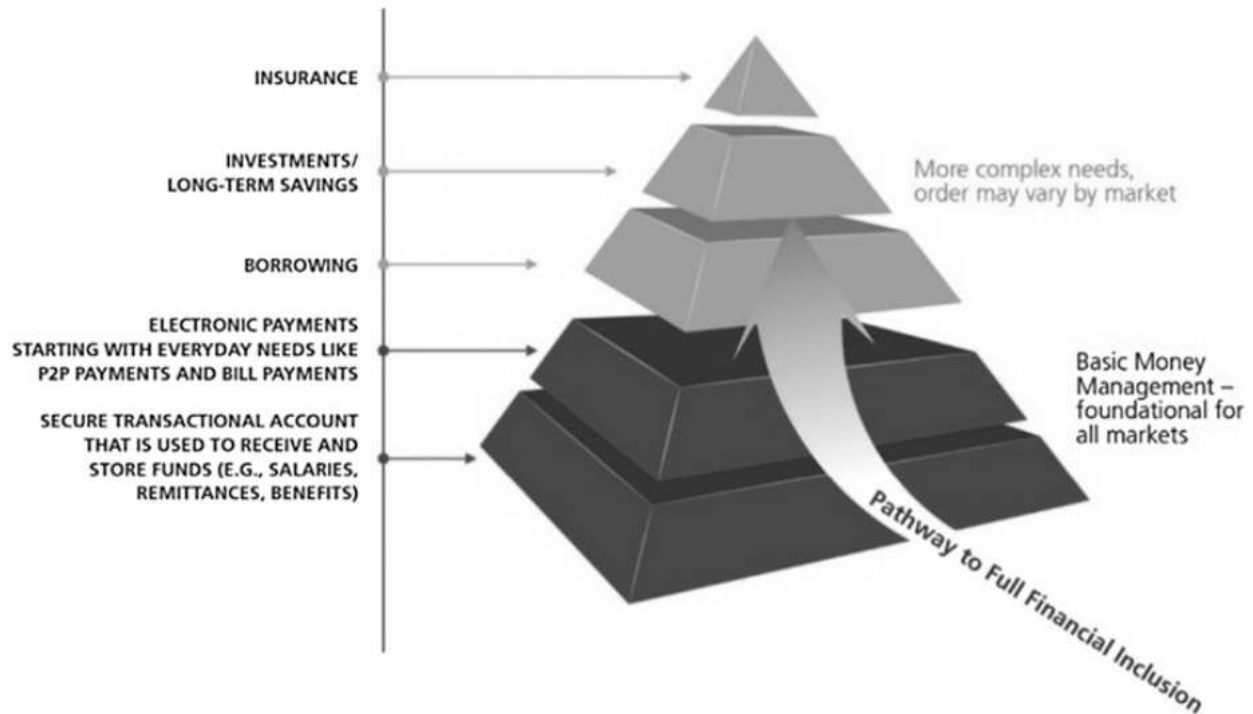 INSURANCE
INVESTMENTS/
LONG-TERM SAVINGS
BORROWING
ELECTRONIC PAYMENTS
STARTING WITH EVERYDAY NEEDS LIKE
P2P PAYMENTS AND BILL PAYMENTS
SECURE TRANSACTIONAL ACCOUNT
THAT IS USED TO RECEIVE AND
STORE FUNDS (E.G., SALARIES,
REMITTANCES, BENEFITS)
More complex needs,
order may vary by market
Basic Money
Management –
foundational for
all markets
Pathway to Full Financial Inclusion